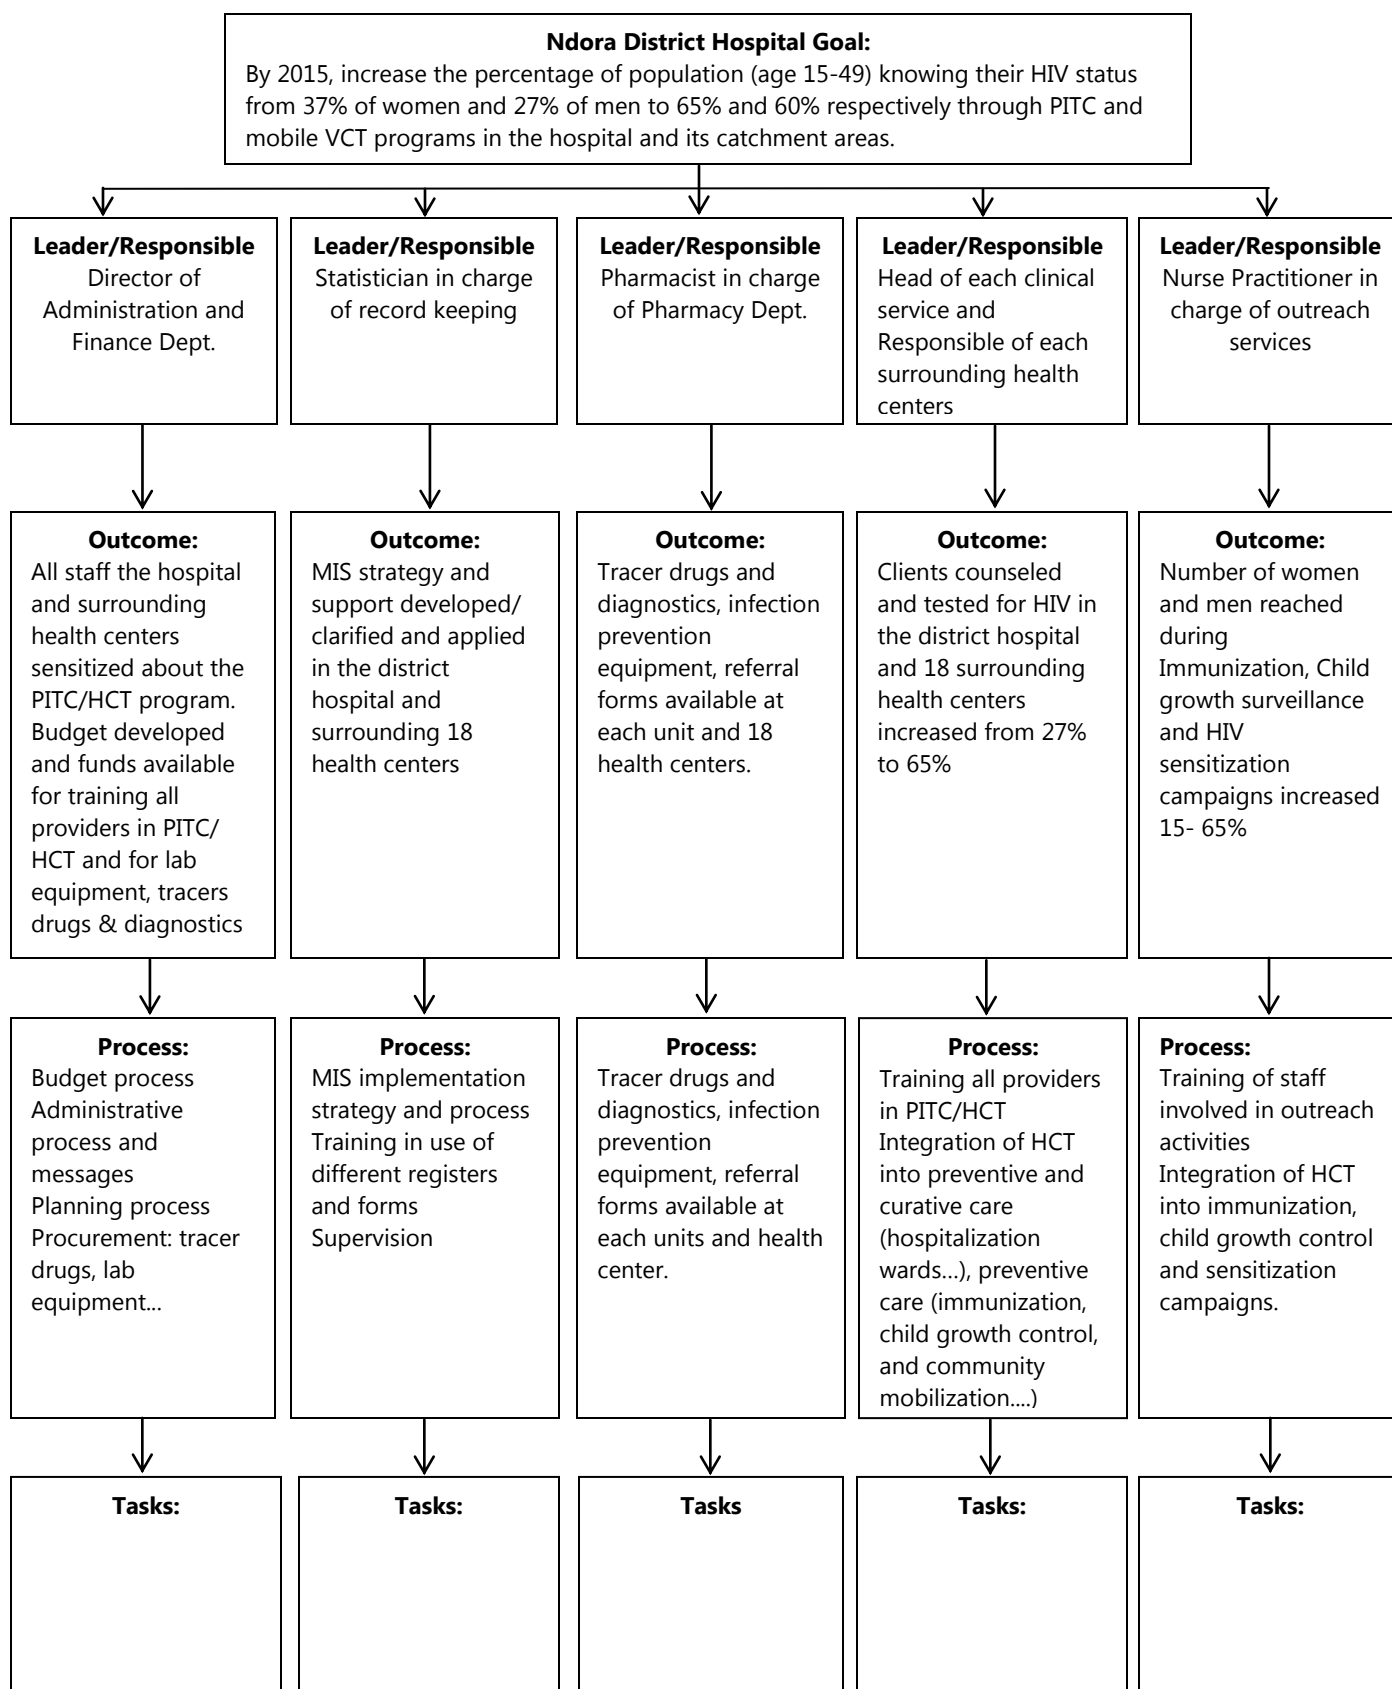 Ndora District Hospital Goal:
By 2015, increase the percentage of population (age 15-49) knowing their HIV status
from 37% of women and 27% of men to 65% and 60% respectively through PITC and
mobile VCT programs in the hospital and its catchment areas.
Leader/Responsible
Director of
Administration and
Finance Dept.
Leader/Responsible
Statistician in charge
of record keeping
Leader/Responsible
Pharmacist in charge
of Pharmacy Dept.
Leader/Responsible
Head of each clinical
service and
Responsible of each
surrounding health
centers
Leader/Responsible
Nurse Practitioner in
charge of outreach
services
Outcome:
All staff the hospital
and surrounding
health centers
sensitized about the
PITC/HCT program.
Budget developed
and funds available
for training all
providers in PITC/
HCT and for lab
equipment, tracers
drugs & diagnostics
Outcome:
MIS strategy and
support developed/
clarified and applied
in the district
hospital and
surrounding 18
health centers
Outcome:
Tracer drugs and
diagnostics, infection
prevention
equipment, referral
forms available at
each unit and 18
health centers.
Outcome:
Clients counseled
and tested for HIV in
the district hospital
and 18 surrounding
health centers
increased from 27%
to 65%
Outcome:
Number of women
and men reached
during
Immunization, Child
growth surveillance
and HIV
sensitization
campaigns increased
15- 65%
Process:
Budget process
Administrative
process and
messages
Planning process
Procurement: tracer
drugs, lab
equipment...
Process:
MIS implementation
strategy and process
Training in use of
different registers
and forms
Supervision
Process:
Tracer drugs and
diagnostics, infection
prevention
equipment, referral
forms available at
each units and health
center.
Process:
Training all providers
in PITC/HCT
Integration of HCT
into preventive and
curative care
(hospitalization
wards...), preventive
care (immunization,
child growth control,
and community
mobilization....)
Process:
Training of staff
involved in outreach
activities
Integration of HCT
into immunization,
child growth control
and sensitization
campaigns.
Tasks:
Tasks:
Tasks
Tasks:
Tasks: